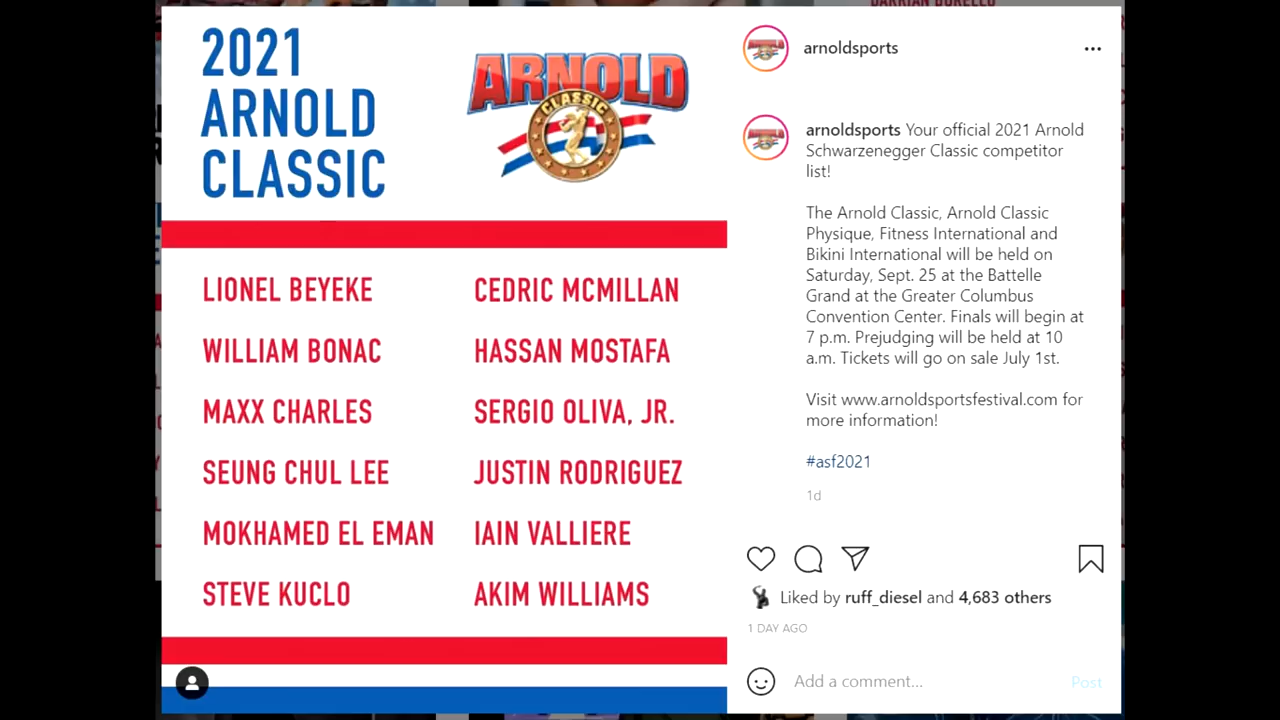 DARRIAN BORELLO
2021
ARNOLD
CLASSIC
ARNOLD
CLASSIC
LIONEL BEYEKE
CEDRIC MCMILLAN
WILLIAM BONAC
HASSAN MOSTAFA
MAXX CHARLES
SERGIO OLIVA, JR.
SEUNG CHUL LEE
JUSTIN RODRIGUEZ
MOKHAMED EL EMAN
IAIN VALLIERE
STEVE KUCLO
AKIM WILLIAMS
arnoldsports
arnoldsports Your official 2021 Arnold
Schwarzenegger Classic competitor
list!
The Arnold Classic, Arnold Classic
Physique, Fitness International and
Bikini International will be held on
Saturday, Sept. 25 at the Battelle
Grand at the Greater Columbus
Convention Center. Finals will begin at
7 p.m. Prejudging will be held at 10
a.m. Tickets will go on sale July 1st.
Visit www.arnoldsportsfestival.com for
more information!
#asf2021
1d
Liked by ruff_diesel and 4,683 others
1 DAY AGO
Add a comment...
Post